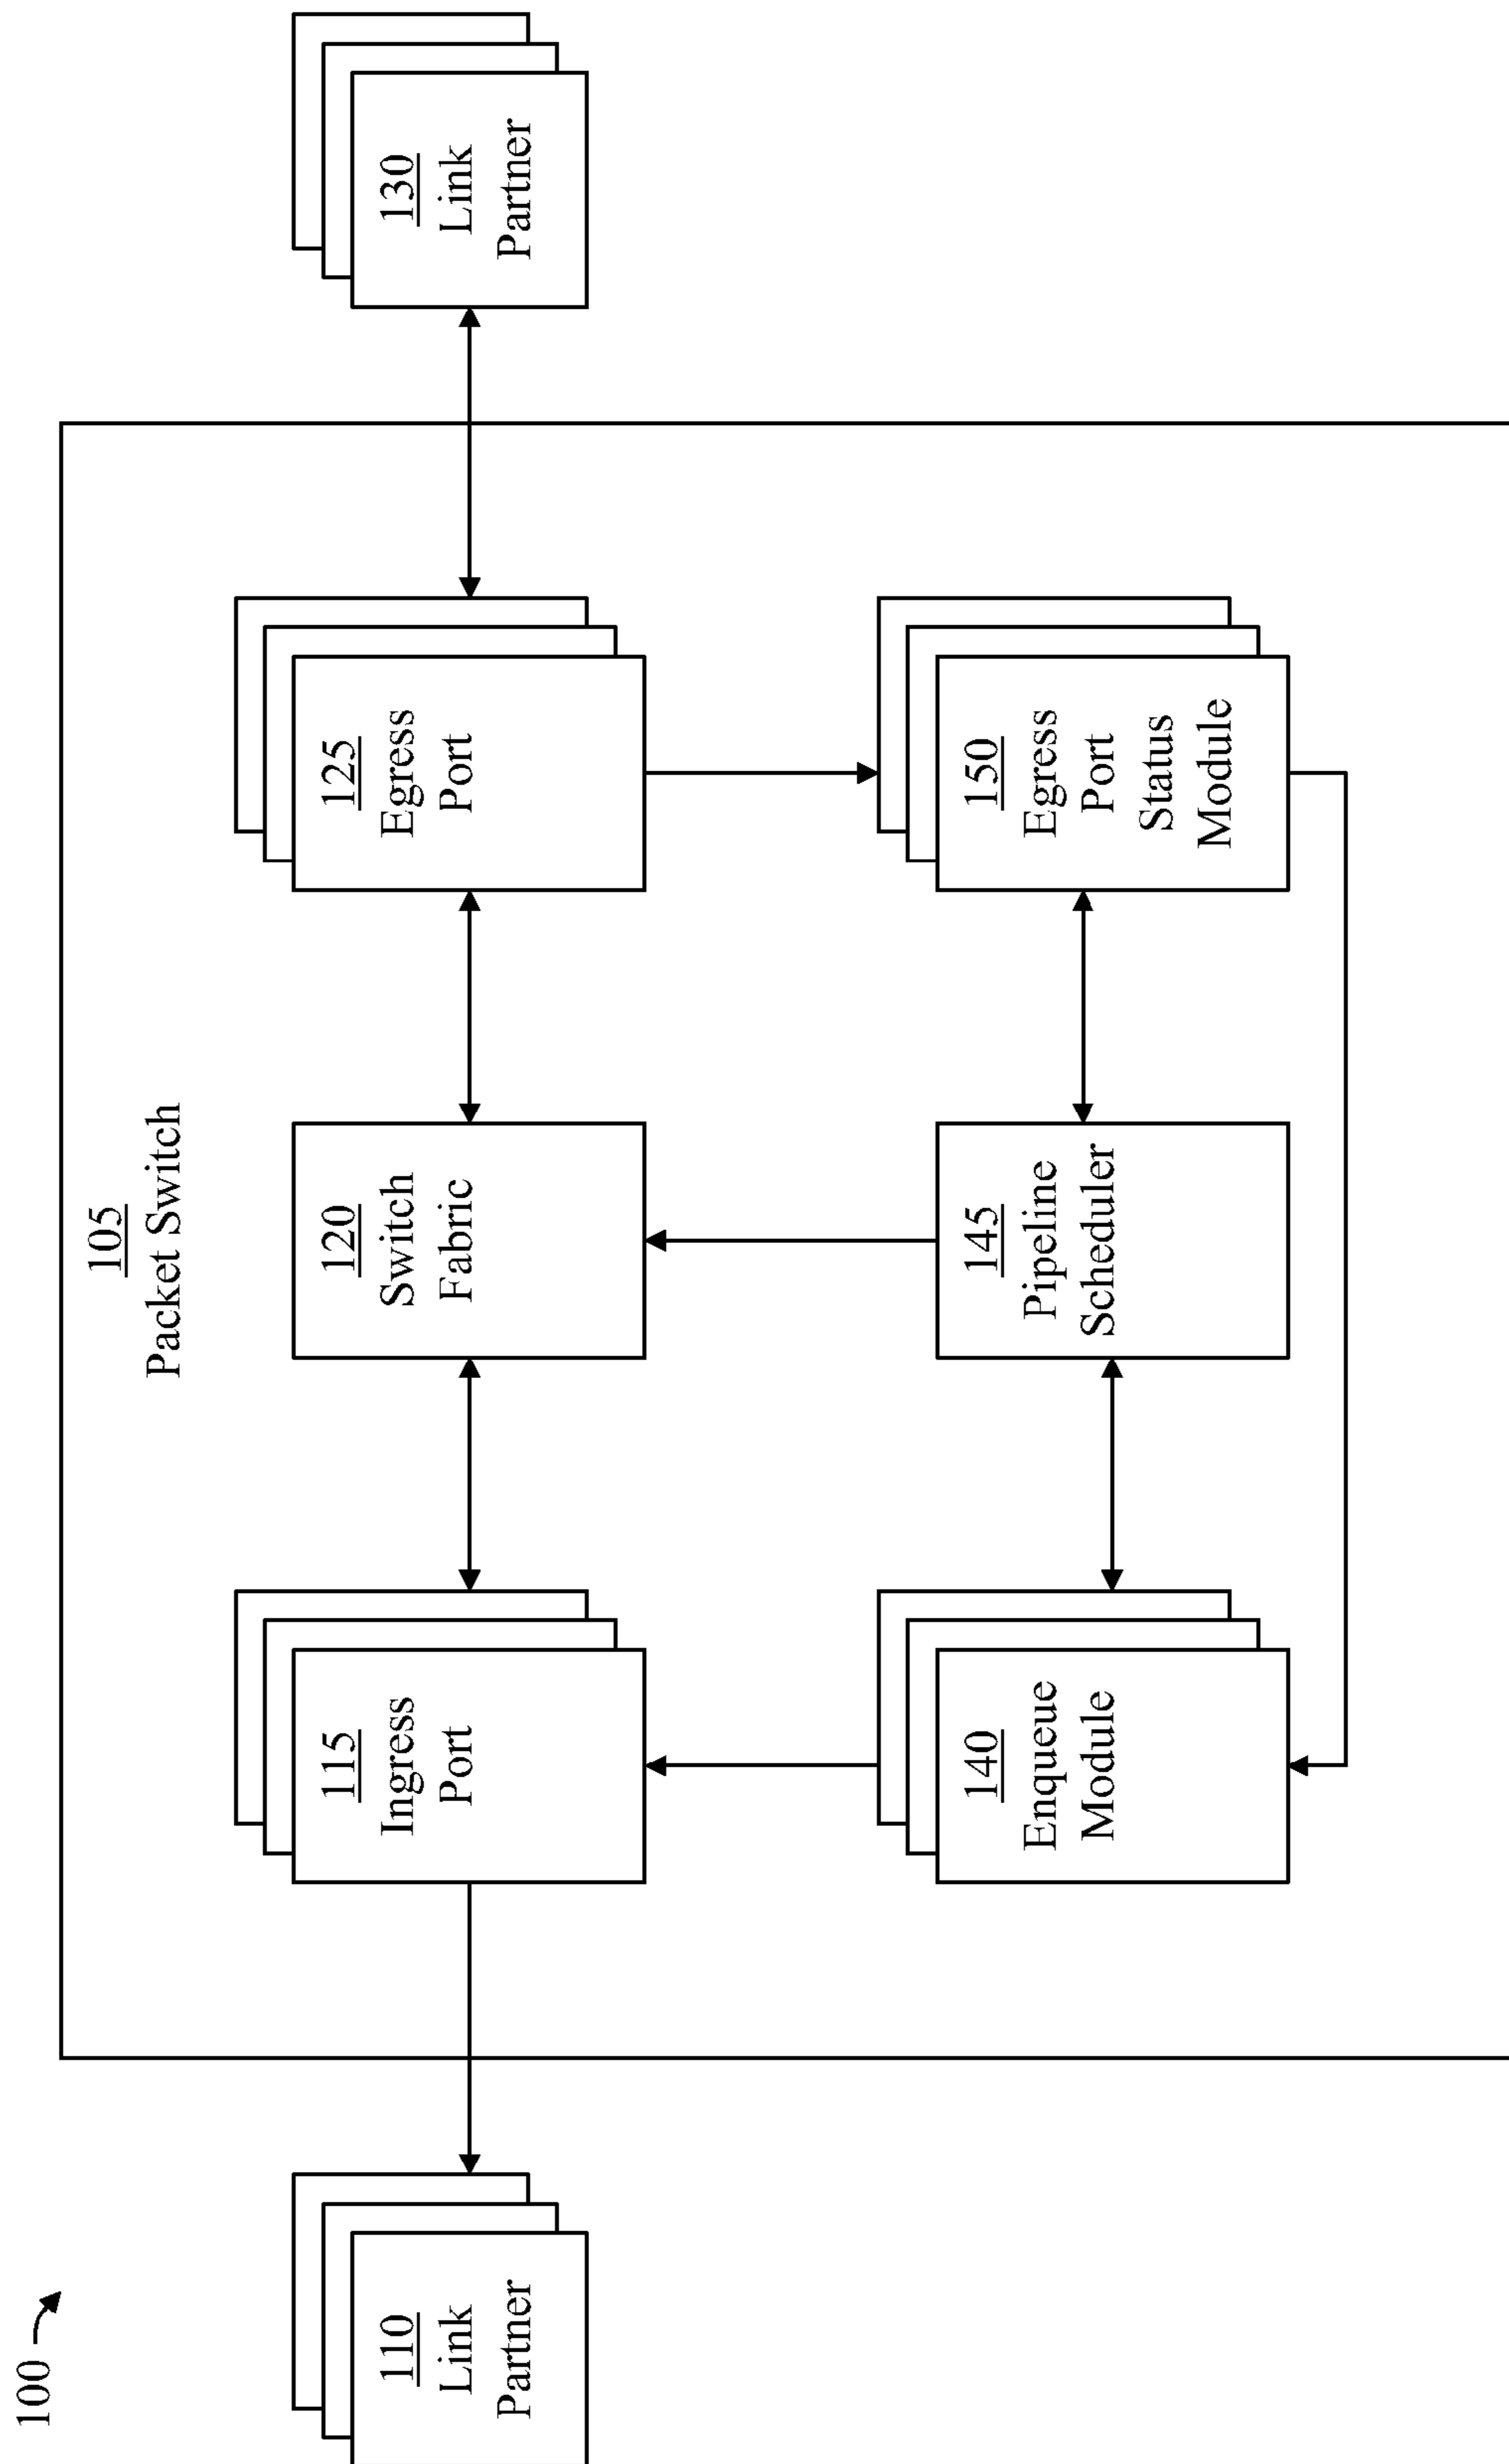 100
105
Packet Switch
110
Link
Partner
115
Ingress
Port
120
Switch
Fabric
125
Egress
Port
130
Link
Partner
140
Enqueue
Module
145
Pipeline
Scheduler
150
Egress
Port
Status
Module